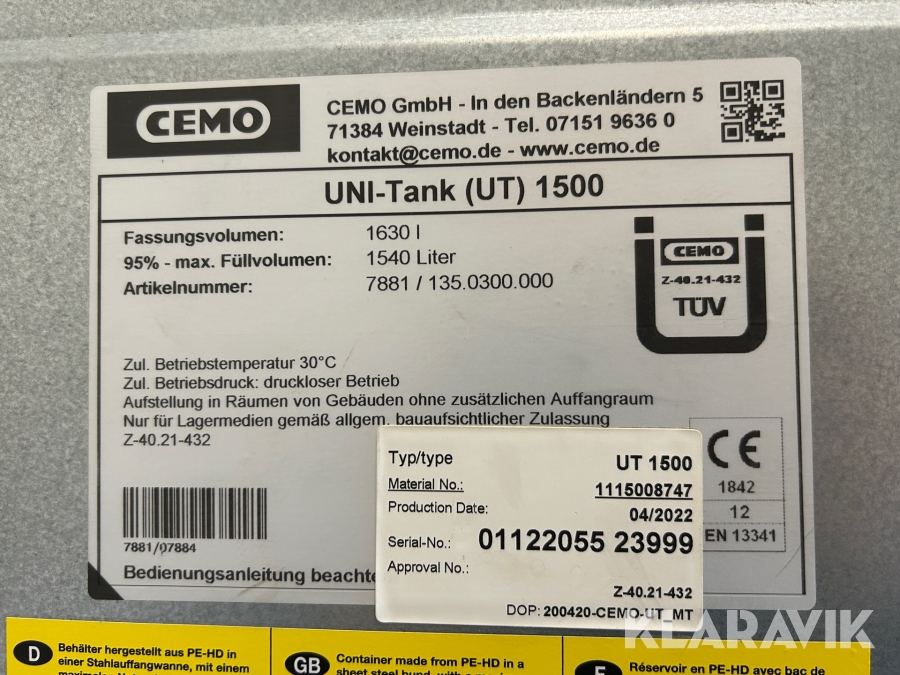 CEMO
CEMO GmbH - In den Backenländern 5
71384 Weinstadt - Tel. 07151 9636 0
kontakt@cemo.de - www.cemo.de
UNI-Tank (UT) 1500
Fassungsvolumen: 1630 l
95% - max. Füllvolumen: 1540 Liter
Artikelnummer: 7881 / 135.0300.000
CEMO
Z-40.21-432
TÜV
Zul. Betriebstemperatur 30°C
Zul. Betriebsdruck: druckloser Betrieb
Aufstellung in Räumen von Gebäuden ohne zusätzlichen Auffangraum
Nur für Lagermedien gemäß allgem. bauaufsichtlicher Zulassung
Z-40.21-432
CE
1842
12
EN 13341
7881/07884
Bedienungsanleitung beachte
Typ/type UT 1500
Material No.: 1115008747
Production Date: 04/2022
Serial-No.: 01122055 23999
Approval No.:
Z-40.21-432
DOP: 200420-CEMO-UT_MT
KLARAVIK
D
Behälter hergestellt aus PE-HD in
einer Stahlauffangwanne, mit einem
GB
Container made from PE-HD in a
sheet steel bund, with a
F
Réservoir en PE-HD avec bac de